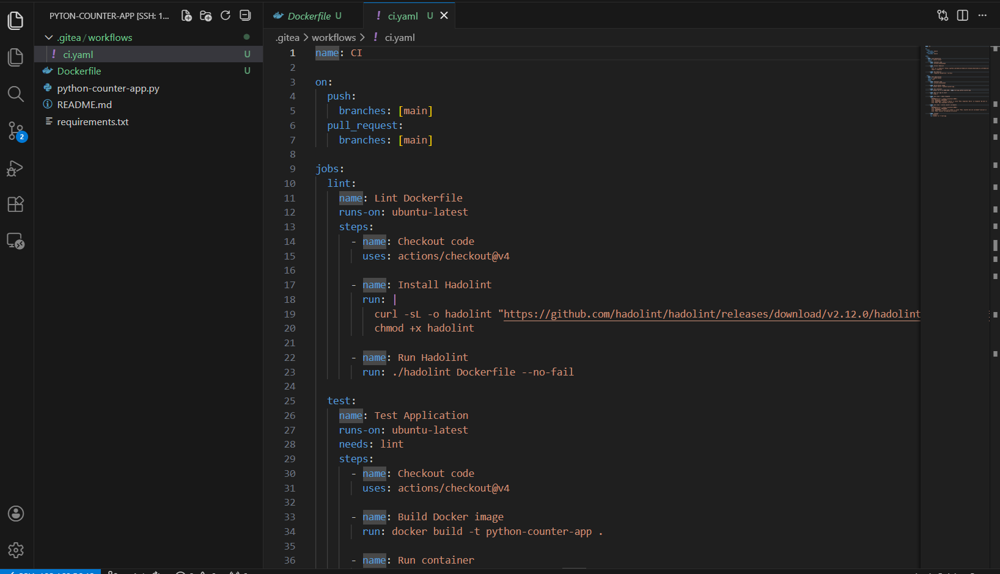 PYTON-COUNTER-APP [SSH: 1...
.gitea / workflows
! ci.yaml U
Dockerfile U
python-counter-app.py
README.md
requirements.txt
2
Dockerfile U
! ci.yaml U
.gitea > workflows > ! ci.yaml
1 name: CI
2
3 on:
4 push:
5 branches: [main]
6 pull_request:
7 branches: [main]
8
9 jobs:
10 lint:
11 name: Lint Dockerfile
12 runs-on: ubuntu-latest
13 steps:
14 - name: Checkout code
15 uses: actions/checkout@v4
16
17 - name: Install Hadolint
18 run: |
19 curl -sL -o hadolint "https://github.com/hadolint/hadolint/releases/download/v2.12.0/hadolint
20 chmod +x hadolint
21
22 - name: Run Hadolint
23 run: ./hadolint Dockerfile --no-fail
24
25 test:
26 name: Test Application
27 runs-on: ubuntu-latest
28 needs: lint
29 steps:
30 - name: Checkout code
31 uses: actions/checkout@v4
32
33 - name: Build Docker image
34 run: docker build -t python-counter-app .
35
36 - name: Run container